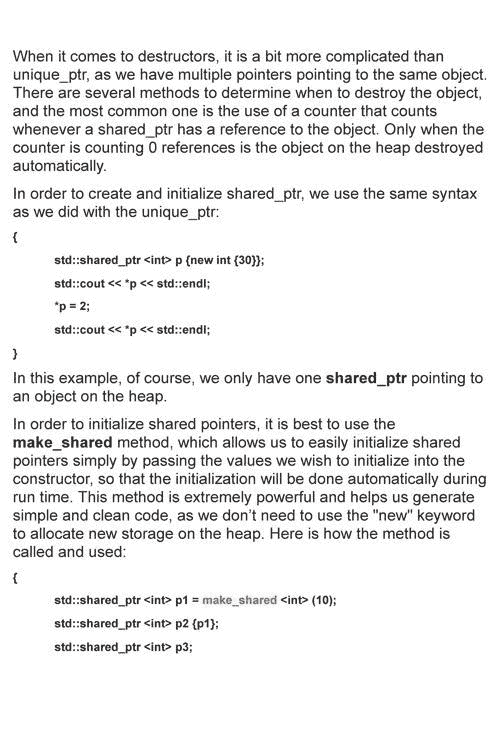 When it comes to destructors, it is a bit more complicated than
unique_ptr, as we have multiple pointers pointing to the same object.
There are several methods to determine when to destroy the object,
and the most common one is the use of a counter that counts
whenever a shared_ptr has a reference to the object. Only when the
counter is counting 0 references is the object on the heap destroyed
automatically.
In order to create and initialize shared_ptr, we use the same syntax
as we did with the unique_ptr:
{
std::shared_ptr <int> p {new int {30}};
std::cout << *p << std::endl;
*p = 2;
std::cout << *p << std::endl;
}
In this example, of course, we only have one shared_ptr pointing to
an object on the heap.
In order to initialize shared pointers, it is best to use the
make_shared method, which allows us to easily initialize shared
pointers simply by passing the values we wish to initialize into the
constructor, so that the initialization will be done automatically during
run time. This method is extremely powerful and helps us generate
simple and clean code, as we don’t need to use the "new" keyword
to allocate new storage on the heap. Here is how the method is
called and used:
{
std::shared_ptr <int> p1 = make_shared <int> (10);
std::shared_ptr <int> p2 {p1};
std::shared_ptr <int> p3;